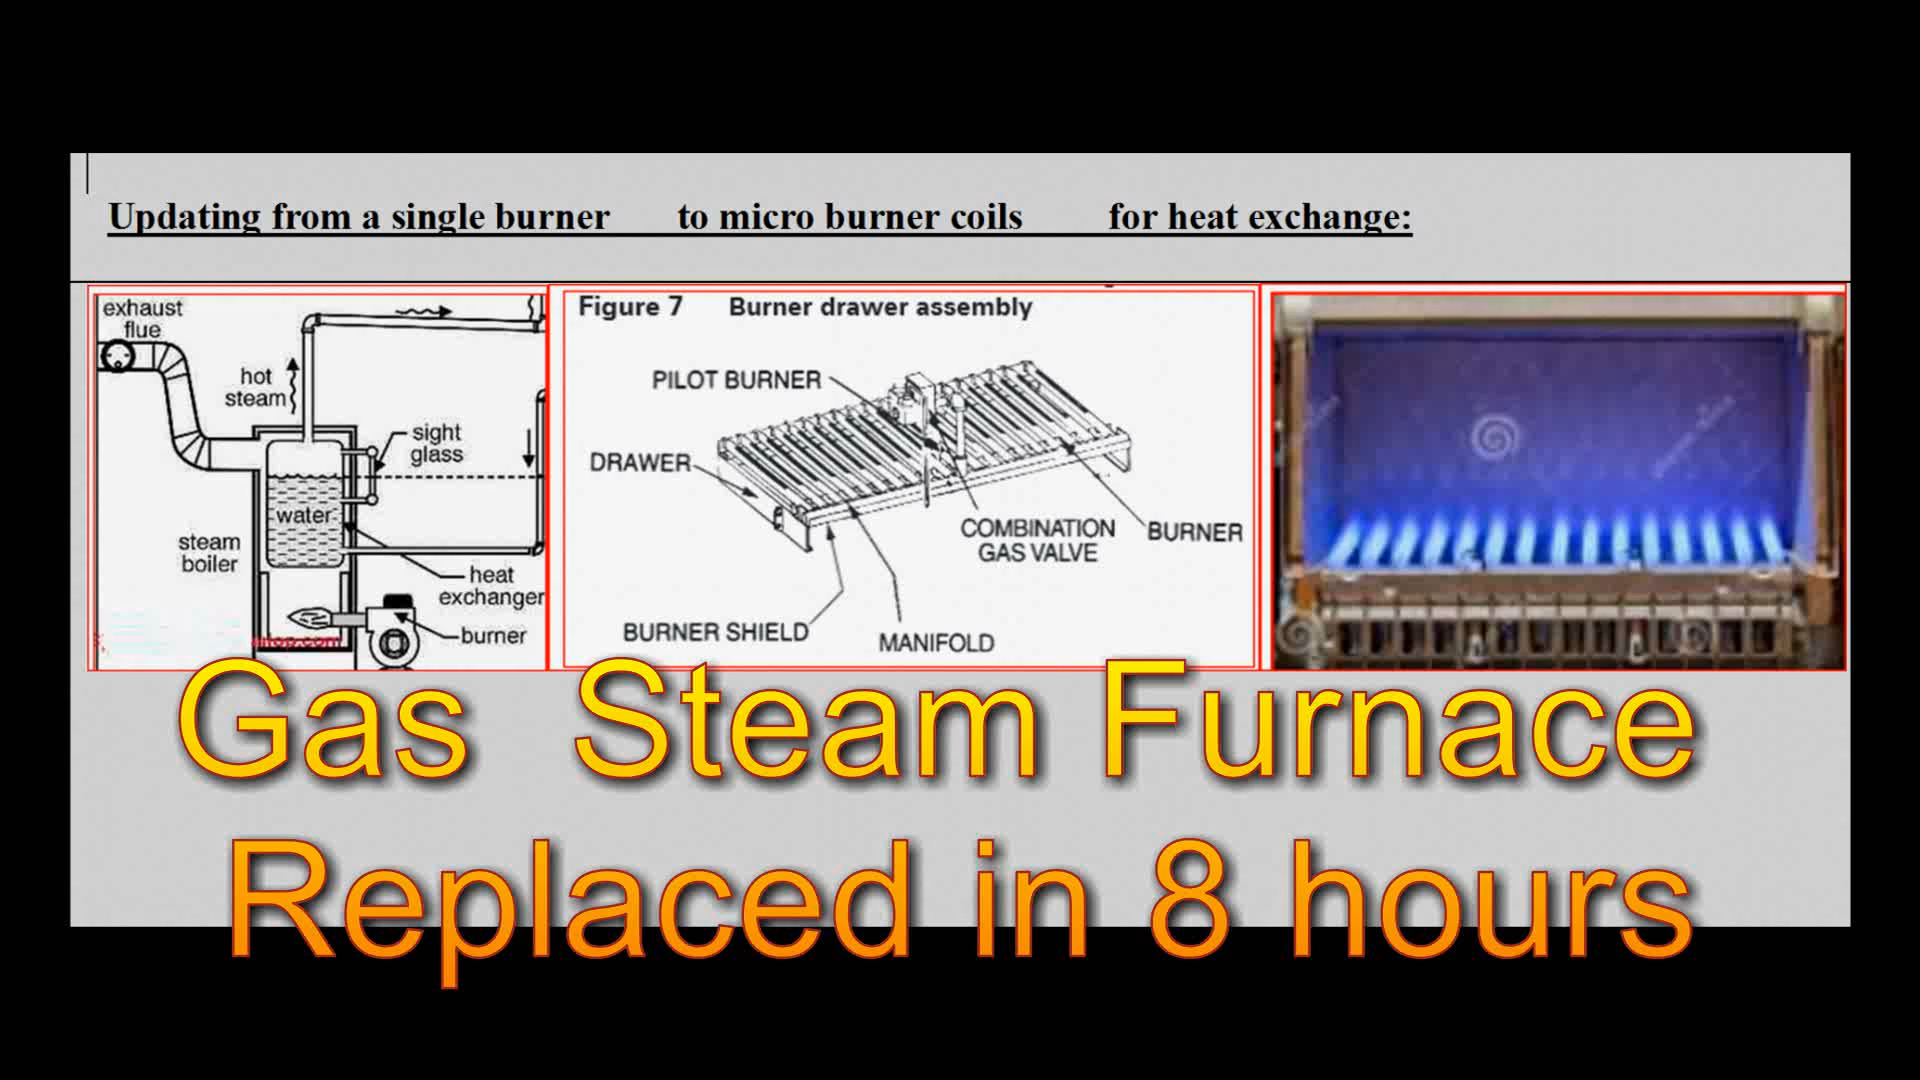 Updating from a single burner to micro burner coils for heat exchange:
exhaust
flue
hot
steam
sight
glass
water
steam
boiler
heat
exchanger
burner
Figure 7 Burner drawer assembly
PILOT BURNER
DRAWER
COMBINATION
GAS VALVE
BURNER
BURNER SHIELD
MANIFOLD
Gas Steam Furnace
Replaced in 8 hours